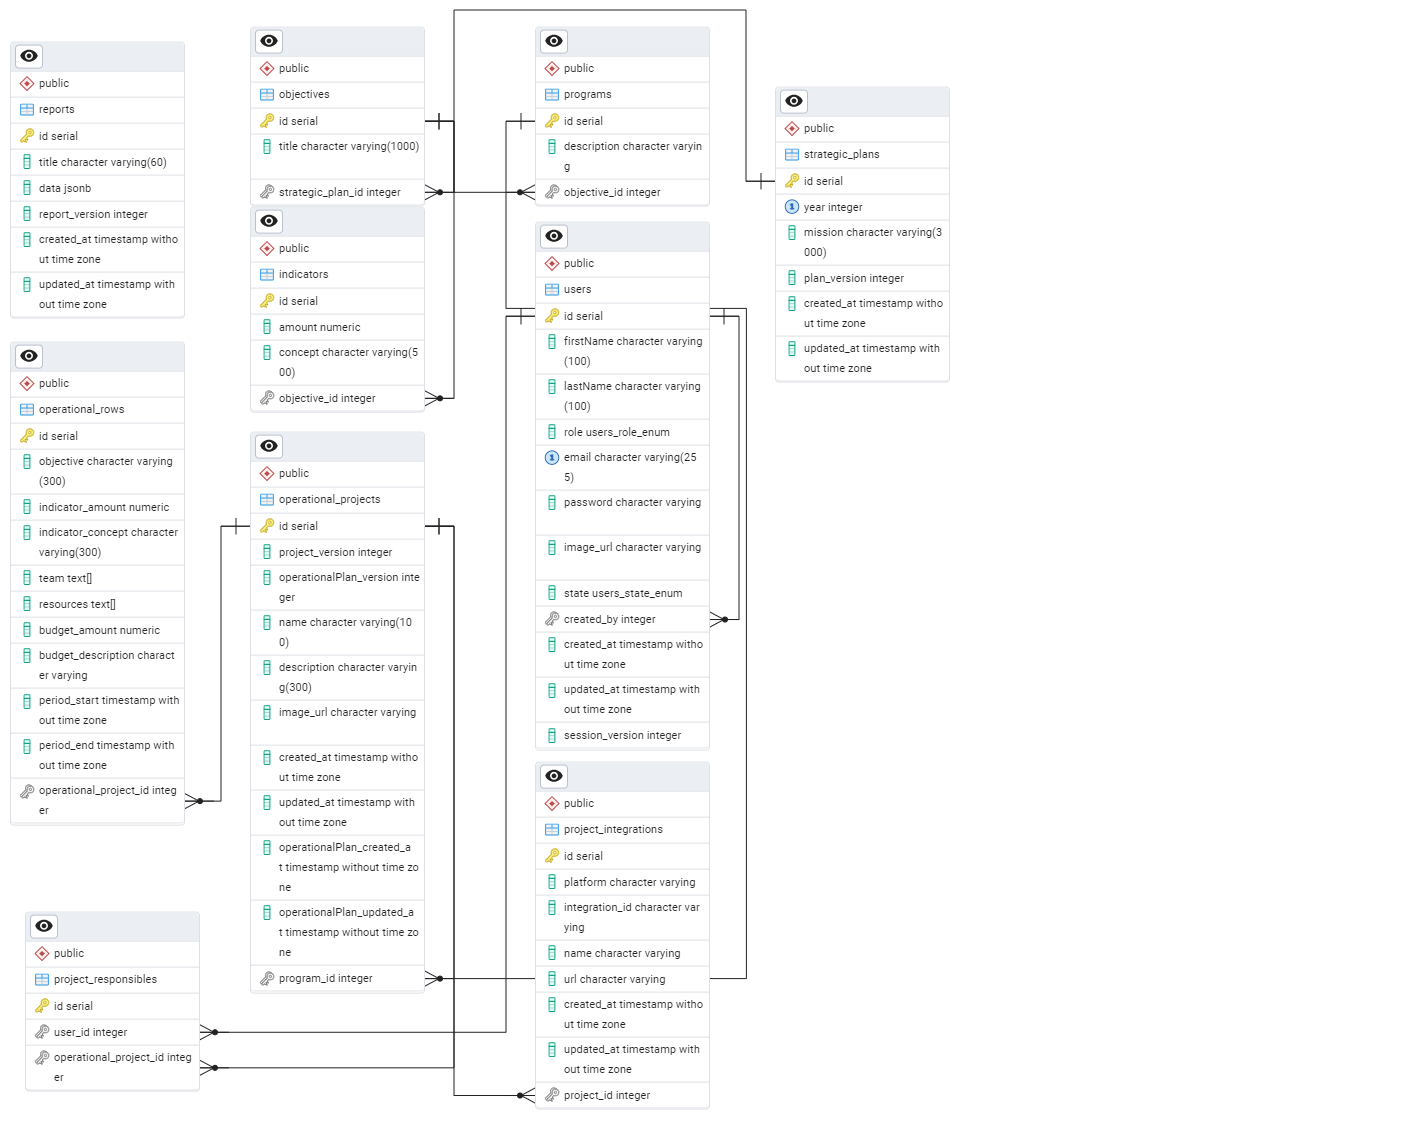 public
reports
id serial
title character varying(60)
data jsonb
report_version integer
created_at timestamp witho
ut time zone
updated_at timestamp with
out time zone
public
operational_rows
id serial
objective character varying
(300)
indicator_amount numeric
indicator_concept character
varying(300)
team text[]
resources text[]
budget_amount numeric
budget_description charact
er varying
period_start timestamp with
out time zone
period_end timestamp with
out time zone
operational_project_id integ
er
public
project_responsibles
id serial
user_id integer
operational_project_id integ
er
public
objectives
id serial
title character varying(1000)
strategic_plan_id integer
public
indicators
id serial
amount numeric
concept character varying(5
00)
objective_id integer
public
operational_projects
id serial
project_version integer
operationalPlan_version inte
ger
name character varying(10
0)
description character varyin
g(300)
image_url character varying
created_at timestamp witho
ut time zone
updated_at timestamp with
out time zone
operationalPlan_created_a
t timestamp without time zo
ne
operationalPlan_updated_a
t timestamp without time zo
ne
program_id integer
public
programs
id serial
description character varyin
g
objective_id integer
public
users
id serial
firstName character varying
(100)
lastName character varying
(100)
role users_role_enum
1
email character varying(25
5)
password character varying
image_url character varying
state users_state_enum
created_by integer
created_at timestamp witho
ut time zone
updated_at timestamp with
out time zone
session_version integer
public
project_integrations
id serial
platform character varying
integration_id character var
ying
name character varying
url character varying
created_at timestamp witho
ut time zone
updated_at timestamp with
out time zone
project_id integer
public
strategic_plans
id serial
1 year integer
mission character varying(3
000)
plan_version integer
created_at timestamp witho
ut time zone
updated_at timestamp with
out time zone